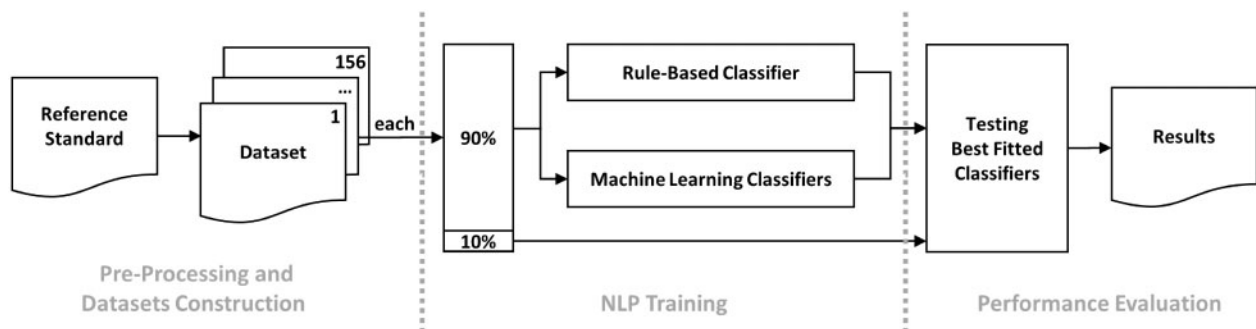 Reference
Standard
156
...
1
Dataset
each
90%
10%
Rule-Based Classifier
Machine Learning Classifiers
Testing
Best Fitted
Classifiers
Results
Pre-Processing and
Datasets Construction
NLP Training
Performance Evaluation